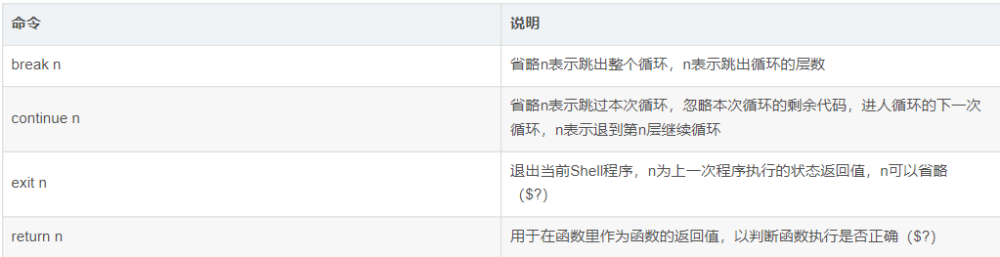 命令 说明
break n 省略n表示跳出整个循环，n表示跳出循环的层数
continue n 省略n表示跳过本次循环，忽略本次循环的剩余代码，进人循环的下一次
循环，n表示退到第n层继续循环
exit n 退出当前Shell程序，n为上一次程序执行的状态返回值，n可以省略
（$?）
return n 用于在函数里作为函数的返回值，以判断函数执行是否正确（$?）